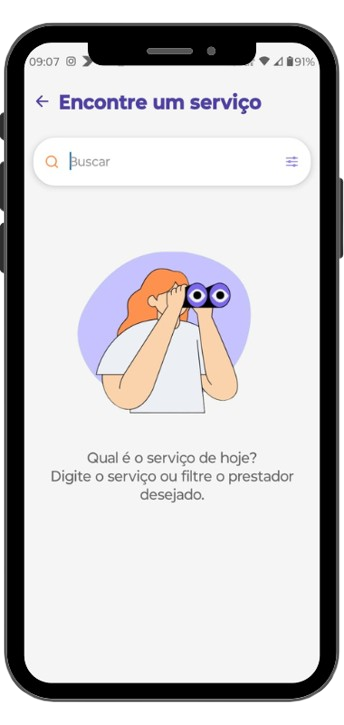 09:07 91%
Encontre um serviço
Buscar
Qual é o serviço de hoje?
Digite o serviço ou filtre o prestador
desejado.